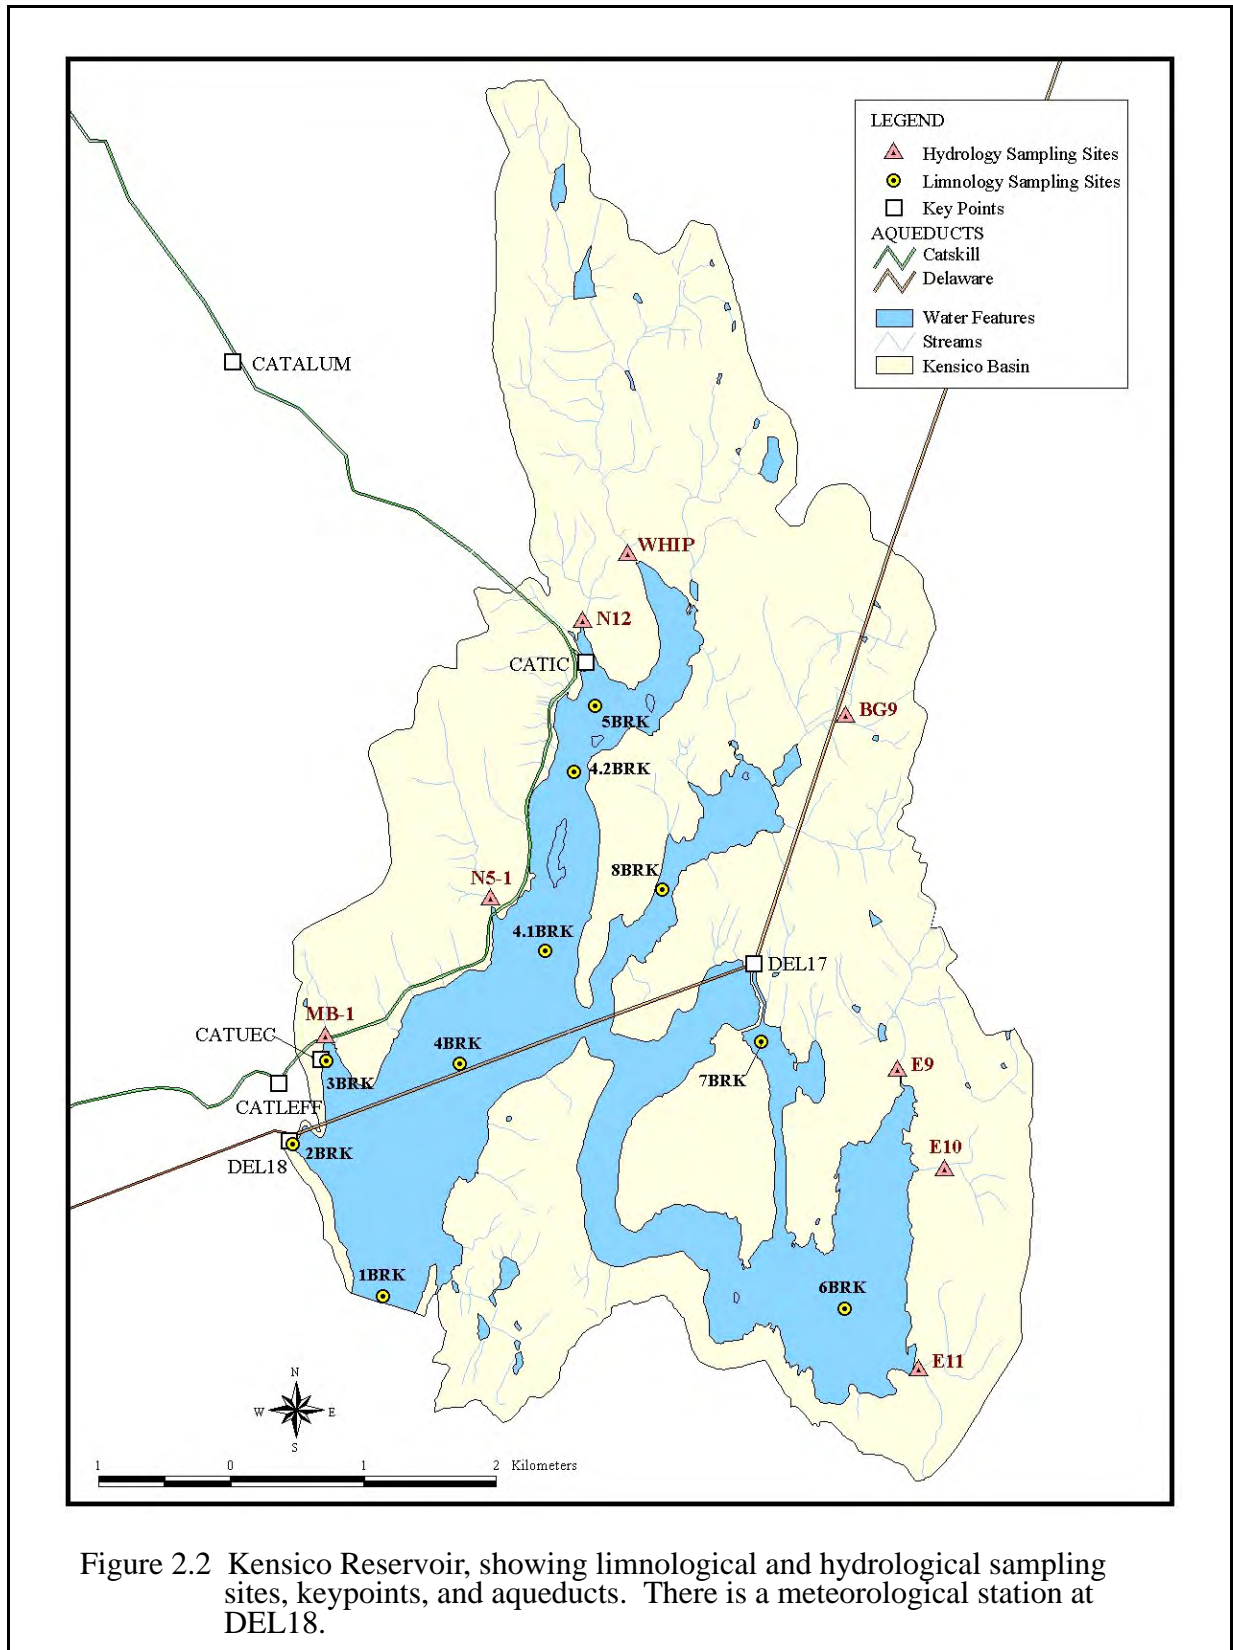 LEGEND
Hydrology Sampling Sites
Limnology Sampling Sites
Key Points
AQUEDUCTS
Catskill
Delaware
Water Features
Streams
Kensico Basin
CATALUM
WHIP
N12
CATIC
5BRK
BG9
4.2BRK
8BRK
N5-1
4.1BRK
DEL17
MB-1
CATUEC
4BRK
3BRK
7BRK
E9
CATLEFF
2BRK
DEL18
E10
1BRK
6BRK
E11
N
W E
S
1 0 1 2 Kilometers
Figure 2.2 Kensico Reservoir, showing limnological and hydrological sampling
sites, keypoints, and aqueducts. There is a meteorological station at
DEL18.